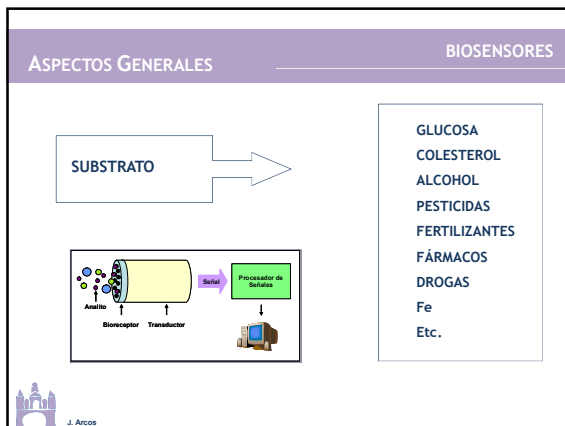 BIOSENSORES
ASPECTOS GENERALES
SUBSTRATO
GLUCOSA
COLESTEROL
ALCOHOL
PESTICIDAS
FERTILIZANTES
FÁRMACOS
DROGAS
Fe
Etc.
Señal
Procesador de
Señales
Analito
Bioreceptor Transductor
J. Arcos